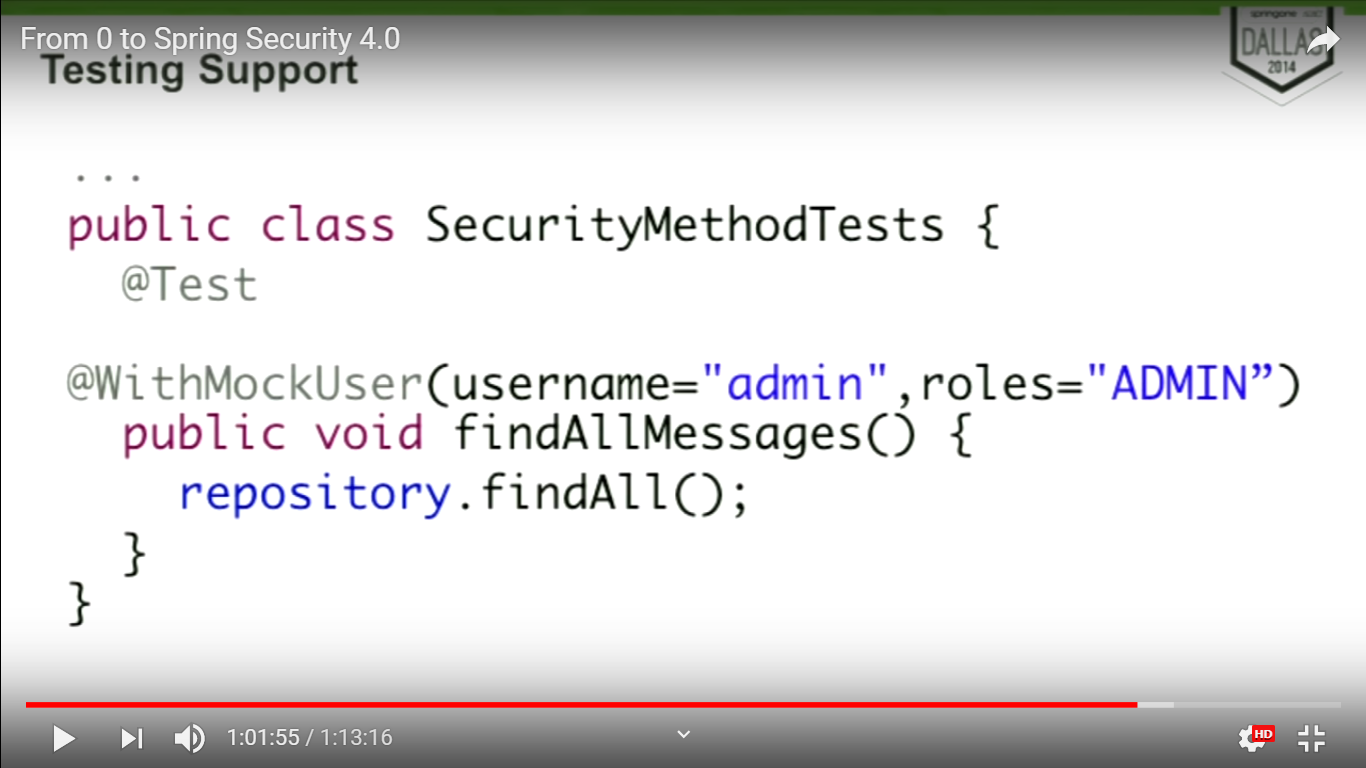 From 0 to Spring Security 4.0
Testing Support
springone 2GX
DALLAS
2014
...
public class SecurityMethodTests {
@Test
@WithMockUser(username="admin",roles="ADMIN”)
public void findAllMessages() {
repository.findAll();
}
}
1:01:55 / 1:13:16
HD